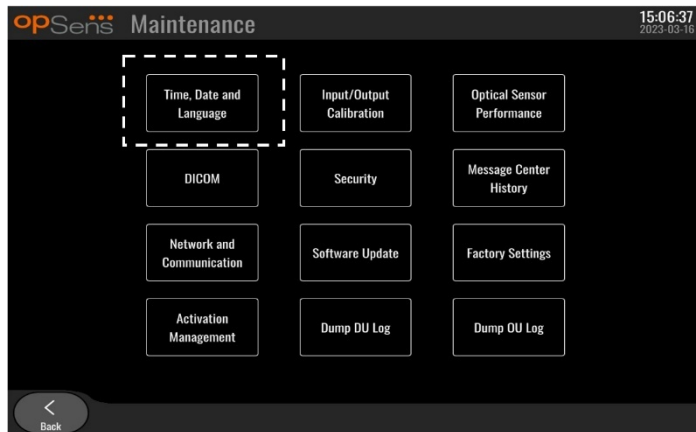 opSens Maintenance
15:06:37
2023-03-16
Time, Date and
Language
Input/Output
Calibration
Optical Sensor
Performance
DICOM
Security
Message Center
History
Network and
Communication
Software Update
Factory Settings
Activation
Management
Dump DU Log
Dump OU Log
Back